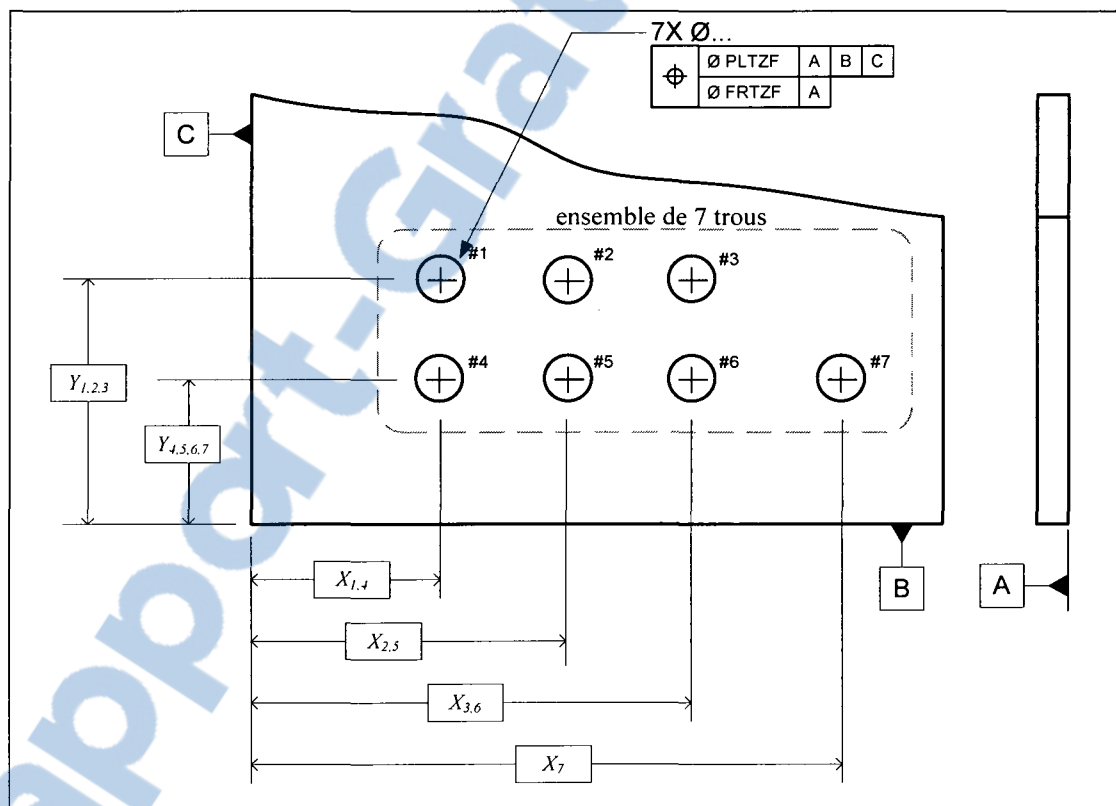 7X Ø...
⌖ Ø PLTZF A B C
Ø FRTZF A
C
ensemble de 7 trous
#1 #2 #3
#4 #5 #6 #7
Y1,2,3
Y4,5,6,7
X1,4
B
A
X2,5
X3,6
X7